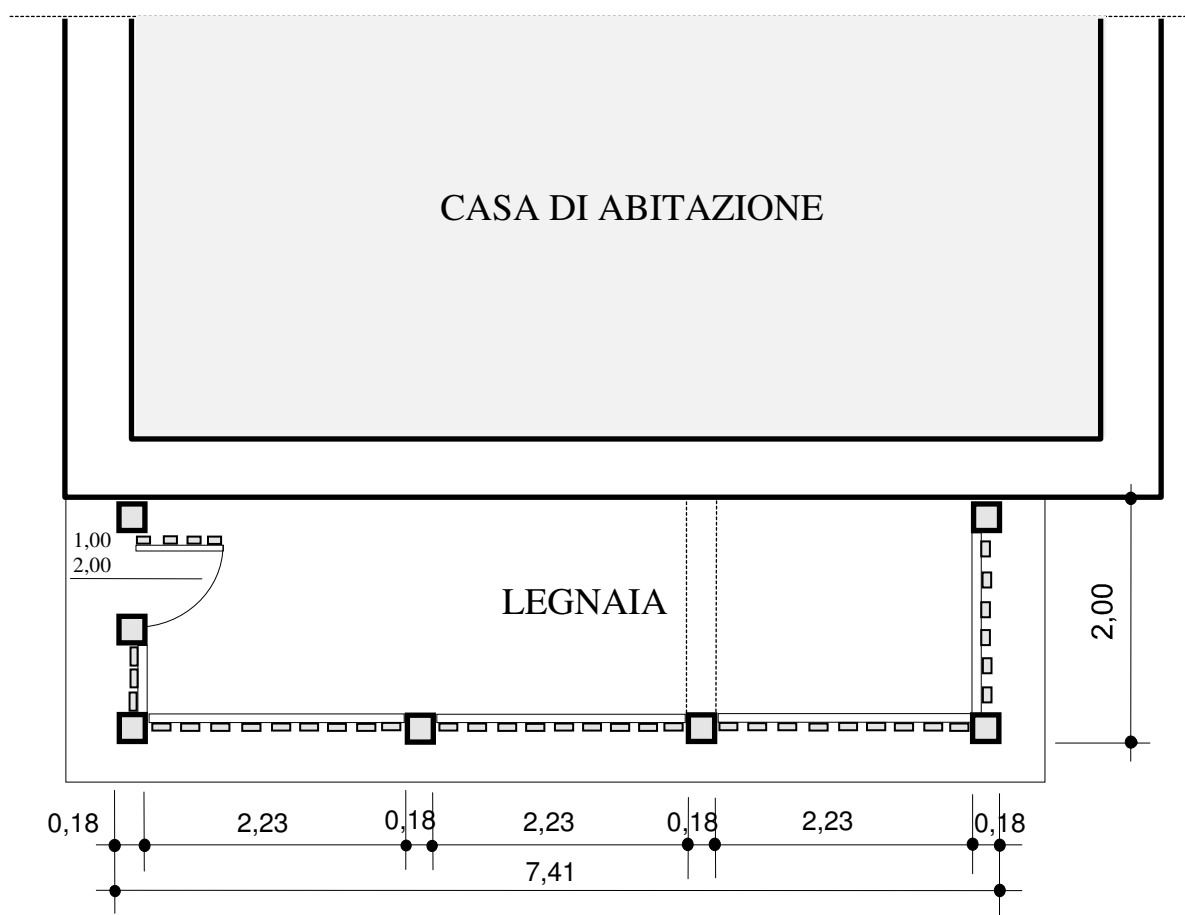 CASA DI ABITAZIONE
1,00
2,00
LEGNAIA
2,00
0,18 2,23 0,18 2,23 0,18 2,23 0,18
7,41